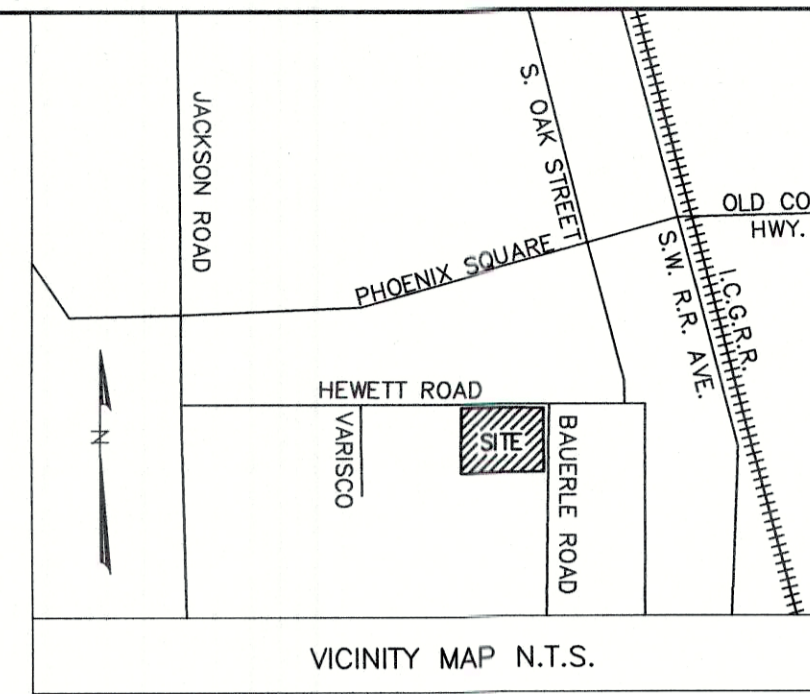 JACKSON ROAD
S. OAK STREET
OLD CO
HWY.
PHOENIX SQUARE
S.W. R.R. AVE.
I.C.G.R.R.
HEWETT ROAD
VARISCO
SITE
BAUERLE ROAD
N
VICINITY MAP N.T.S.